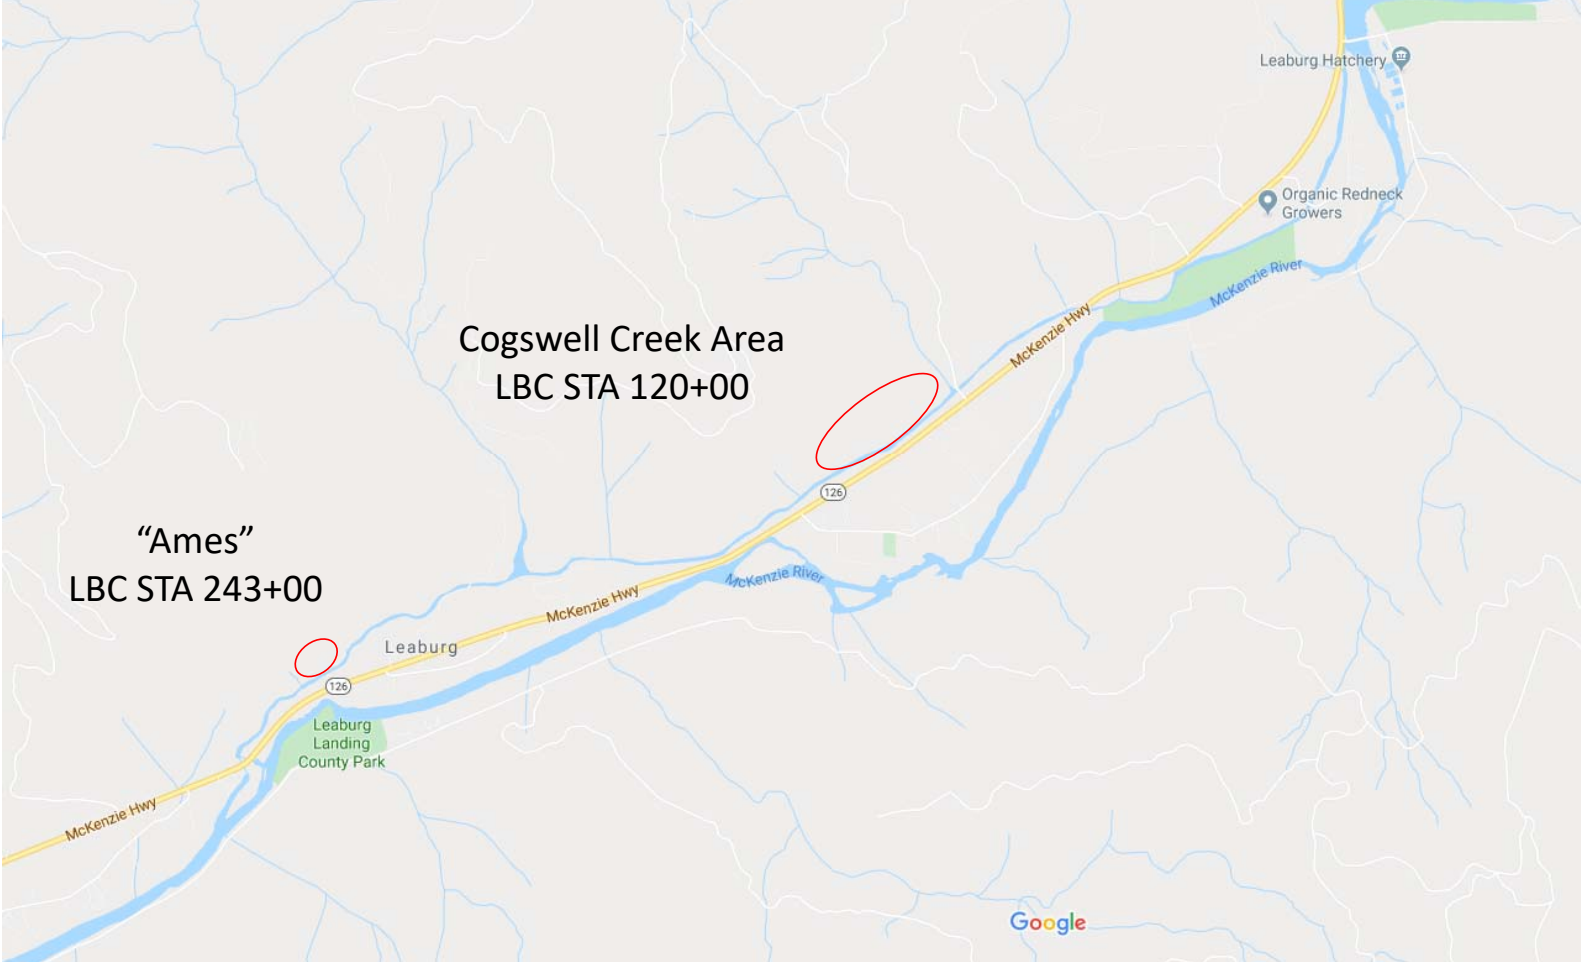 Leaburg Hatchery
Organic Redneck
Growers
McKenzie River
McKenzie Hwy
Cogswell Creek Area
LBC STA 120+00
126
“Ames”
LBC STA 243+00
McKenzie River
McKenzie Hwy
Leaburg
126
Leaburg
Landing
County Park
McKenzie Hwy
Google